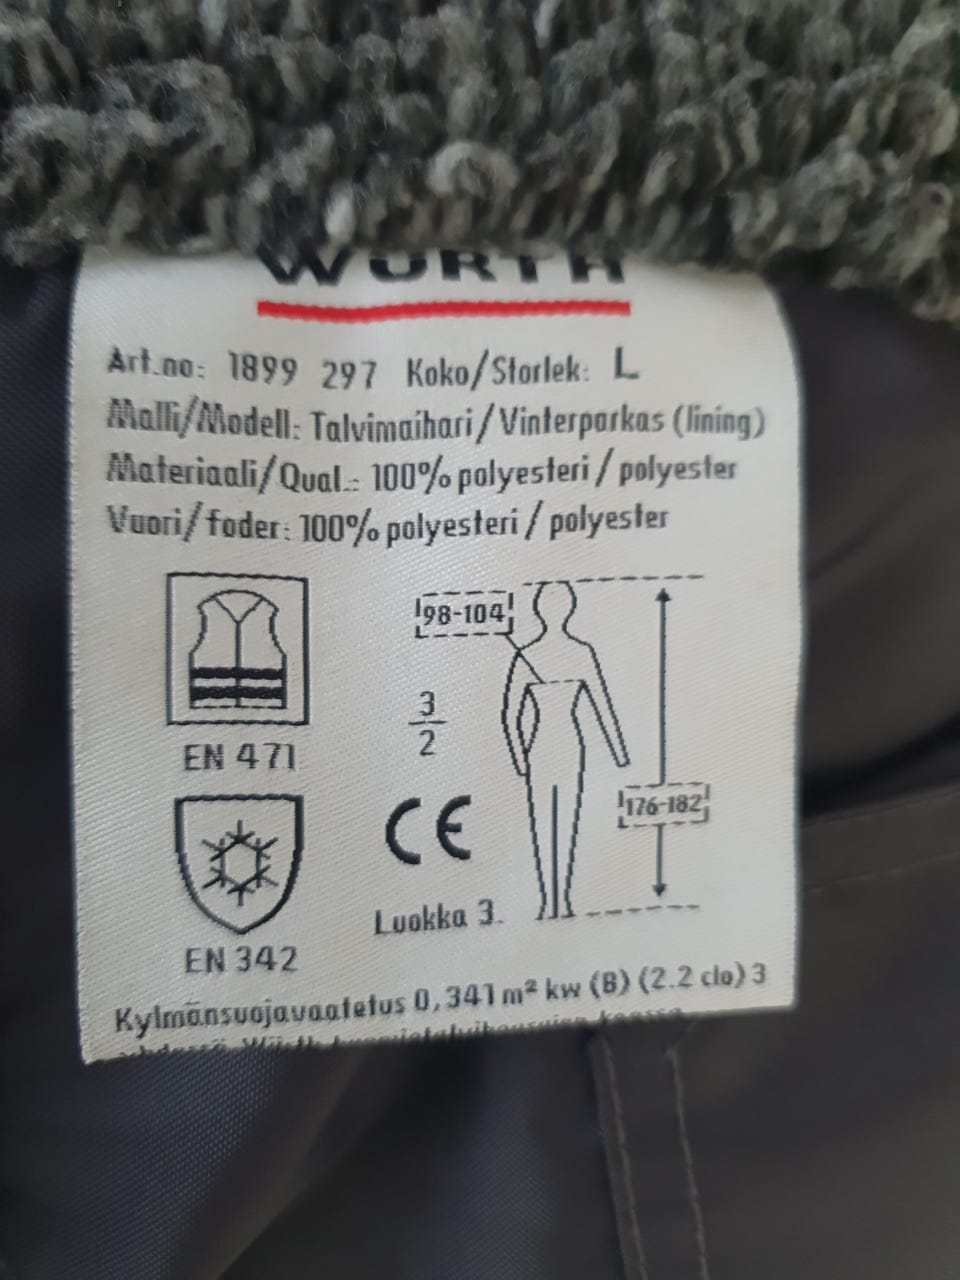 WÜRTH
Art.no: 1899 297 Koko/Storlek: L
Malli/Modell: Talvimaihari/Vinterparkas (lining)
Materiaali/Qual.: 100% polyesteri / polyester
Vuori/foder: 100% polyesteri / polyester
98-104
3
2
EN 471
176-182
CE
Luokka 3.
EN 342
Kylmänsuojavaatetus 0,341 m² kw (B) (2.2 clo) 3